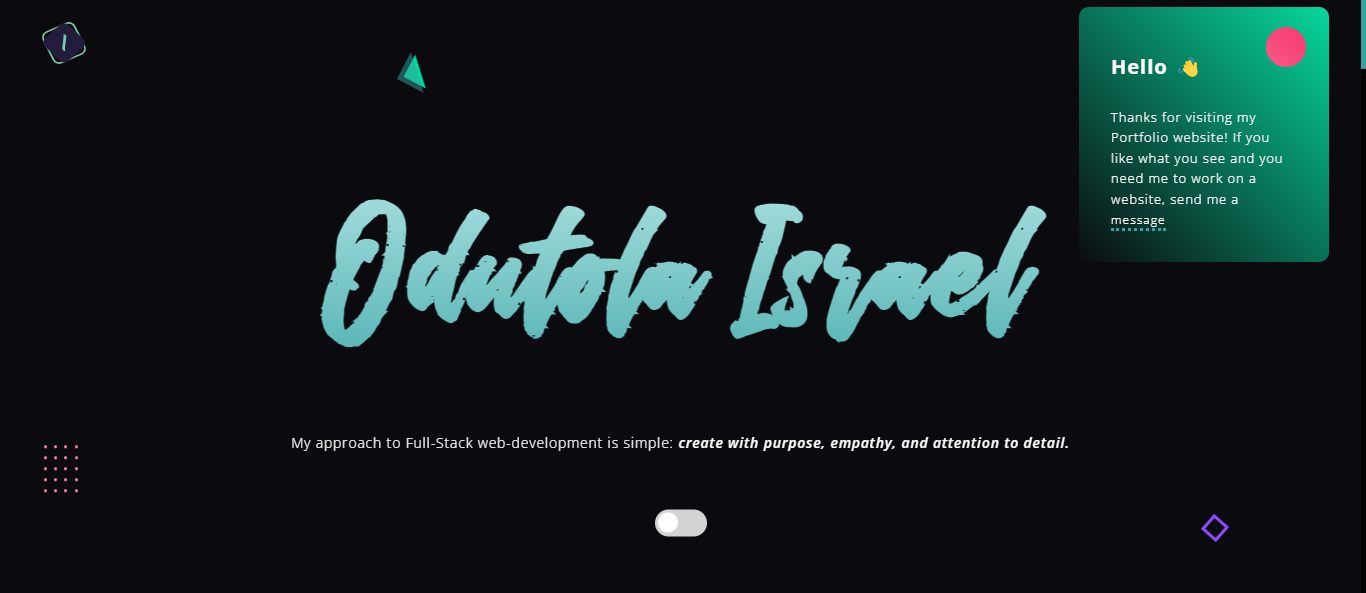 I
Hello 👋
Thanks for visiting my
Portfolio website! If you
like what you see and you
need me to work on a
website, send me a
message
Odutola Israel
My approach to Full-Stack web-development is simple: create with purpose, empathy, and attention to detail.